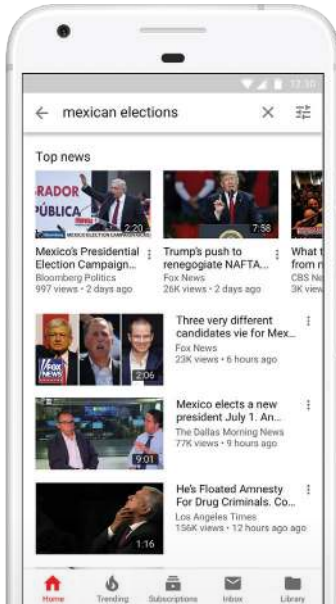 12:30
mexican elections
Top news
RADOR
PÚBLICA
2:20
7:58
Mexico's Presidential
Election Campaign...
Bloomberg Politics
997 views • 2 days ago
Trump's push to
renegogiate NAFTA...
Fox News
26K views • 2 days ago
What t
from n
CBS Ne
3K view
FOX
NEWS
2:06
Three very different
candidates vie for Mex...
Fox News
23K views • 6 hours ago
9:01
Mexico elects a new
president July 1. An...
The Dallas Morning News
77K views • 9 hours ago
1:16
He's Floated Amnesty
For Drug Criminals. Co...
Los Angeles Times
156K views • 12 hours ago ago
Home
Trending
Subscriptions
Inbox
Library